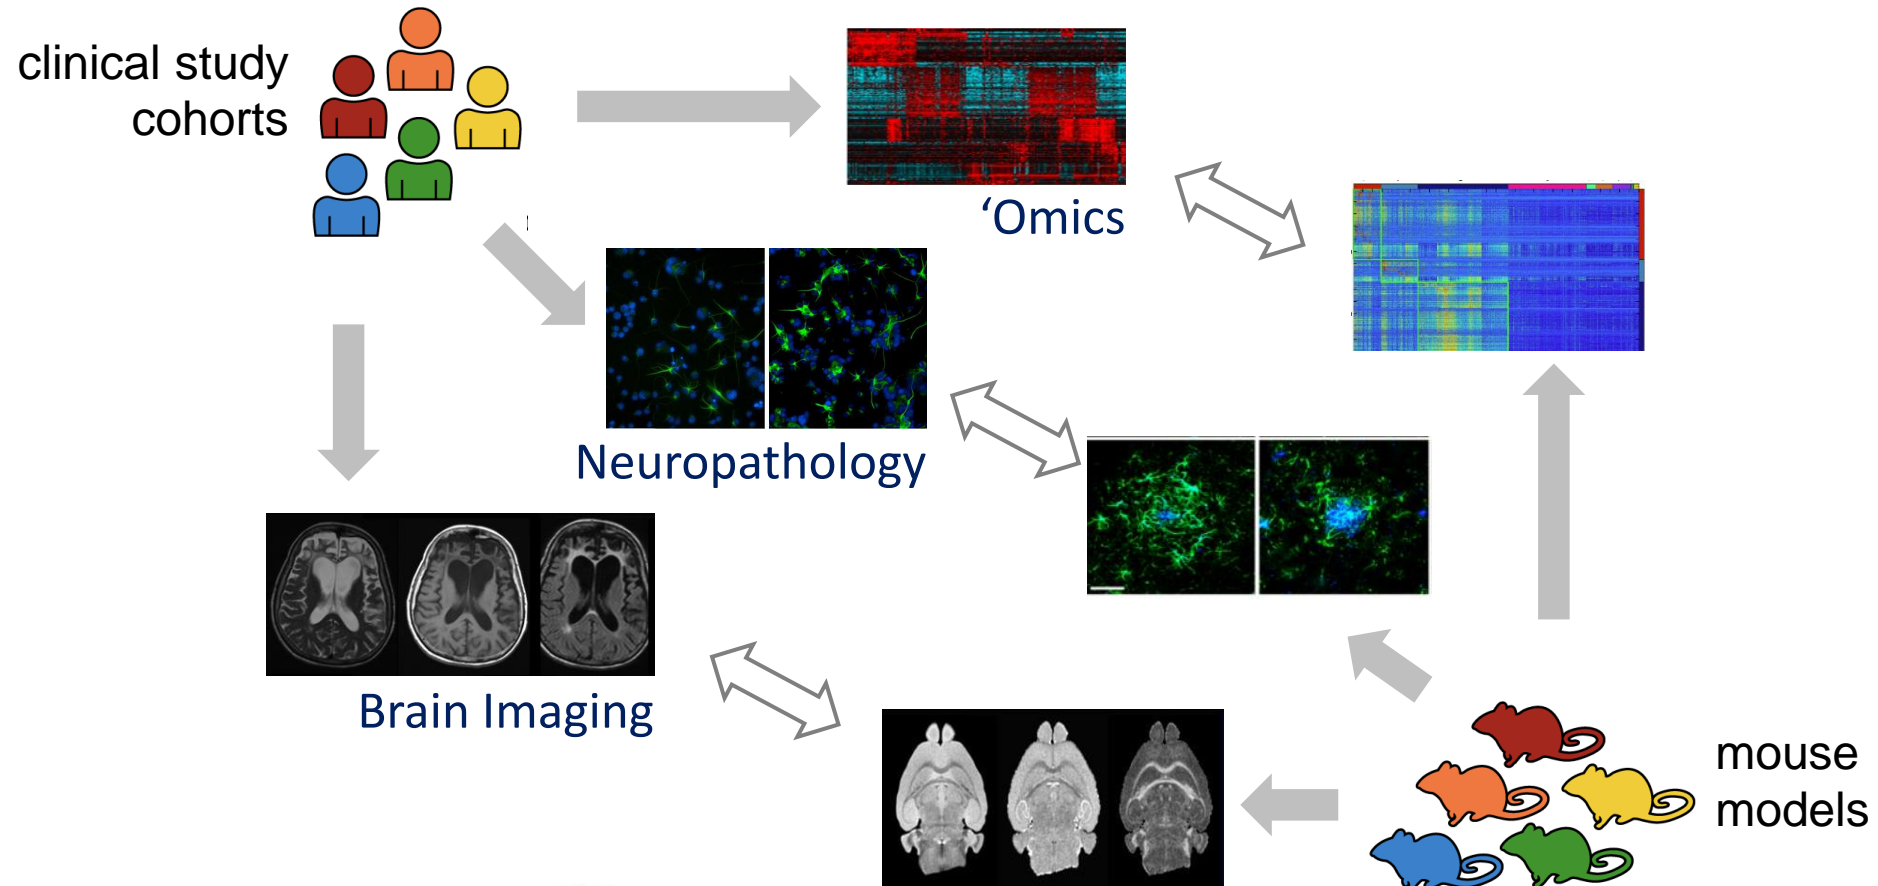 clinical study
cohorts
‘Omics
Neuropathology
Brain Imaging
mouse
models